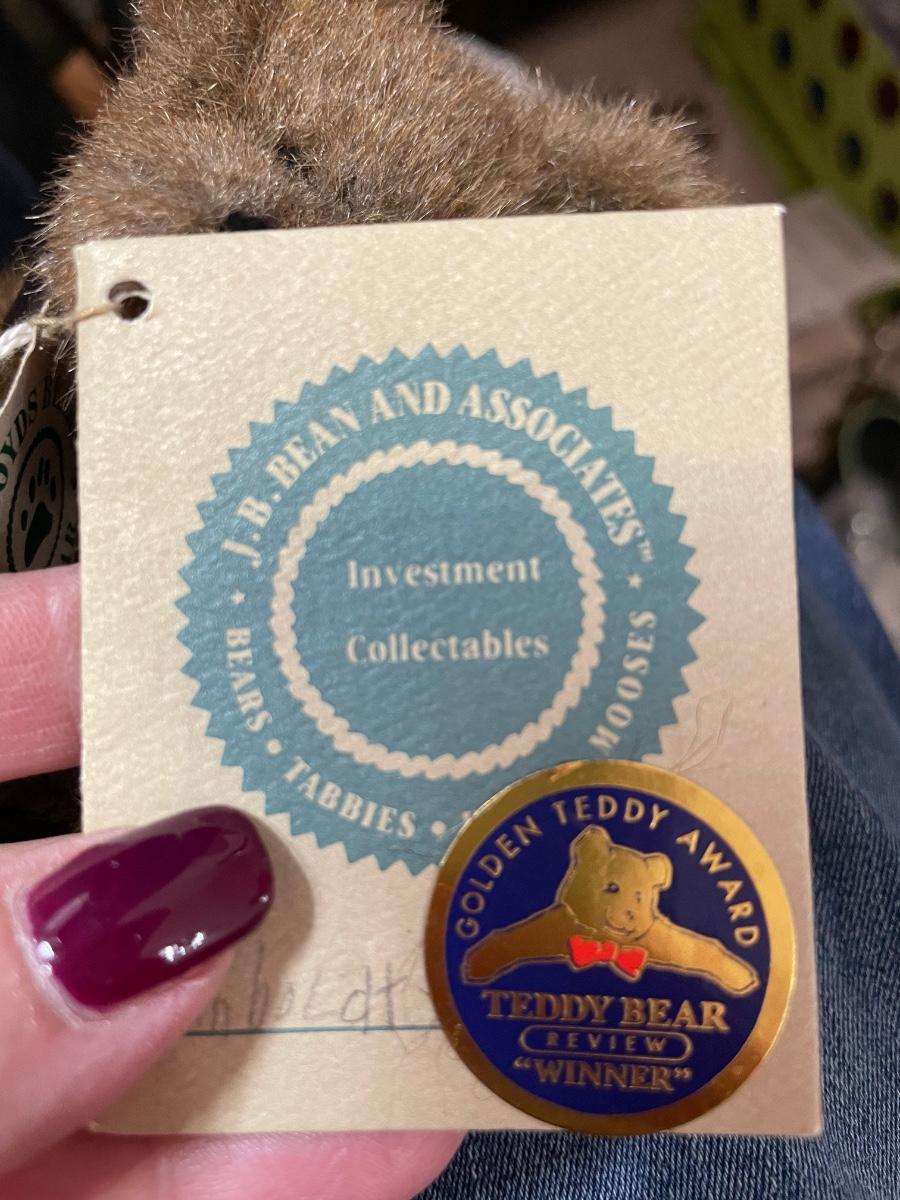 J.B. BEAN AND ASSOCIATES™
Investment
Collectables
★ BEARS • TABBIES •
MOOSES ★
GOLDEN TEDDY AWARD
TEDDY BEAR
REVIEW
"WINNER"